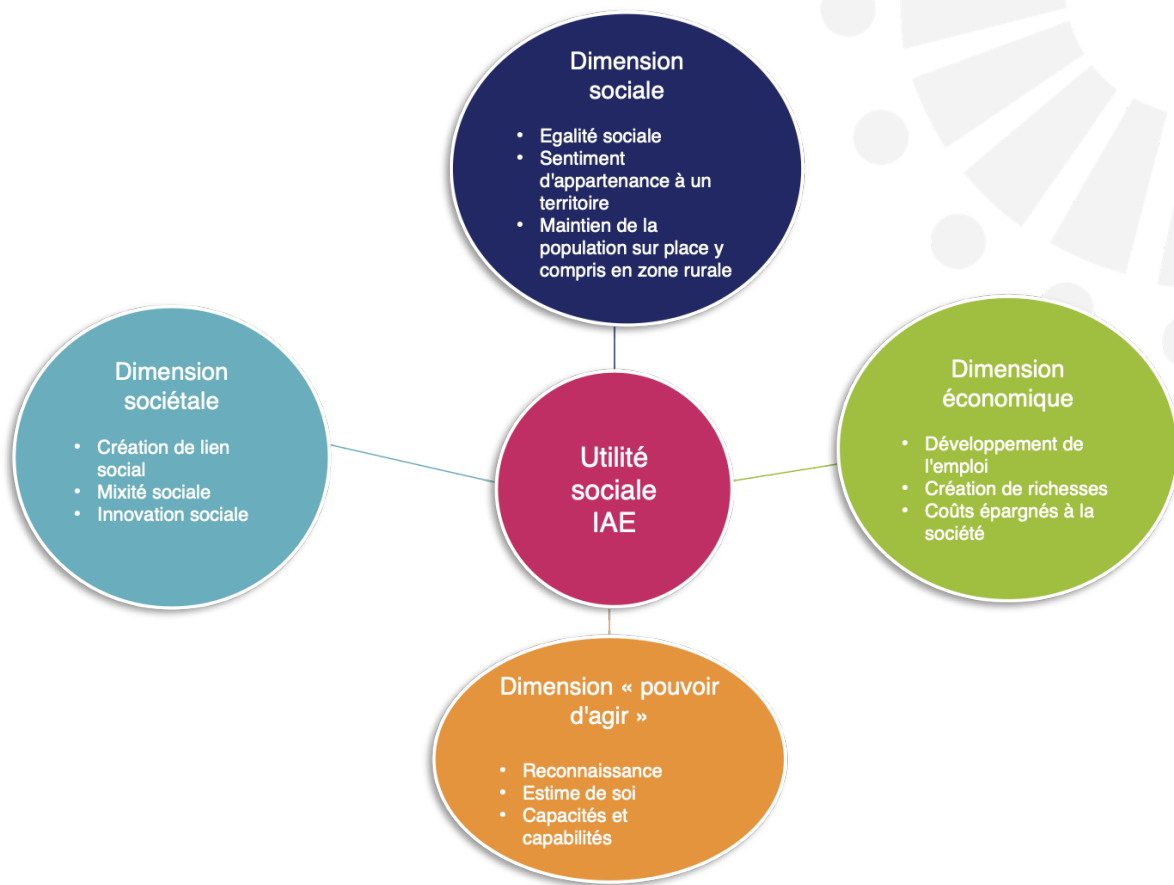 Dimension
sociale
• Egalité sociale
• Sentiment
d'appartenance à un
territoire
• Maintien de la
population sur place y
compris en zone rurale
Dimension
sociétale
• Création de lien
social
• Mixité sociale
• Innovation sociale
Utilité
sociale
IAE
Dimension
économique
• Développement de
l'emploi
• Création de richesses
• Coûts épargnés à la
société
Dimension « pouvoir
d'agir »
• Reconnaissance
• Estime de soi
• Capacités et
capabilités